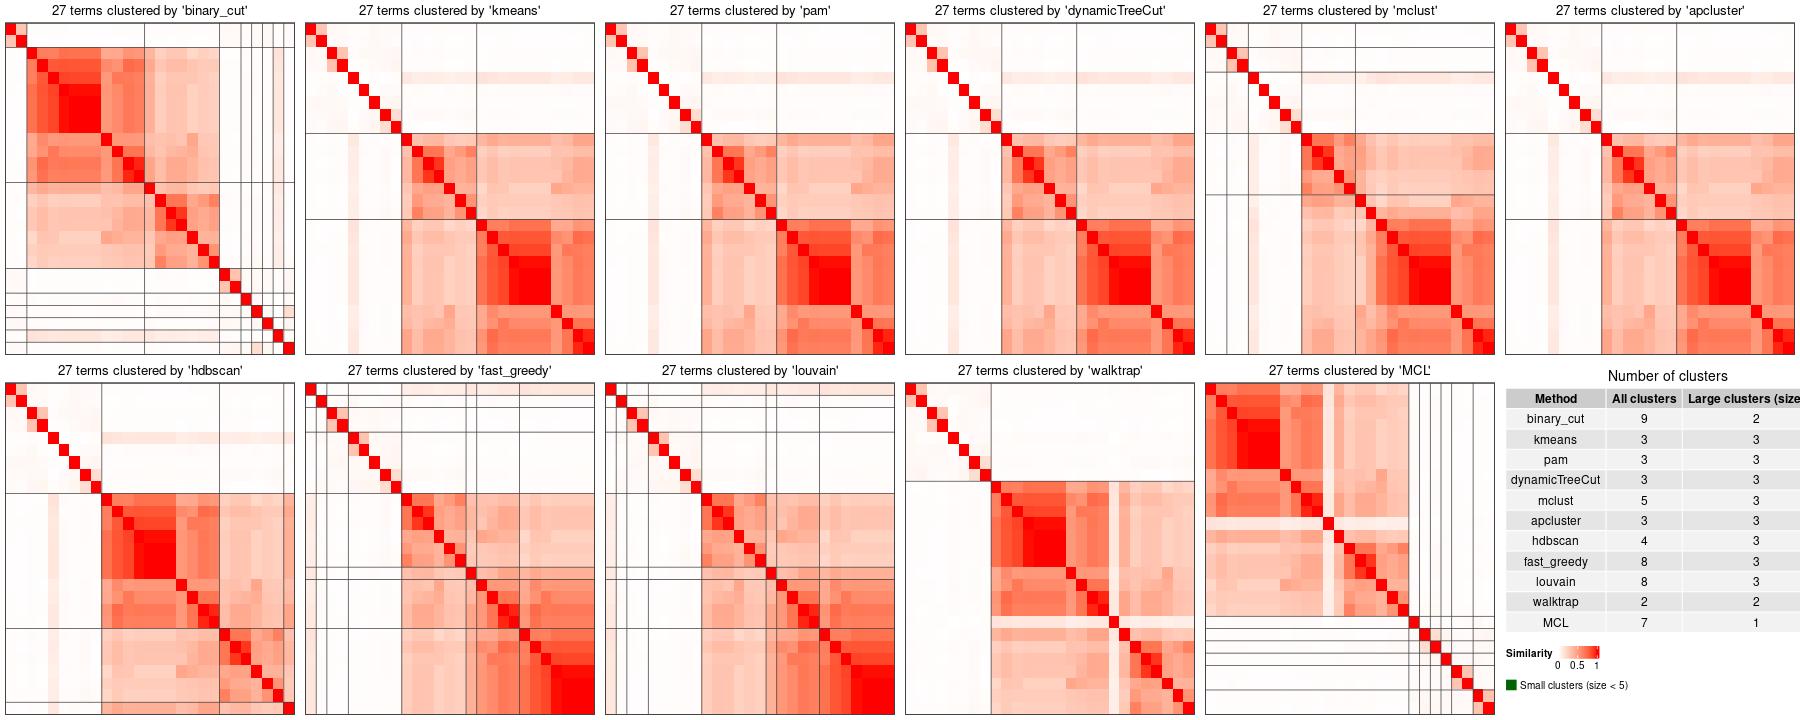 27 terms clustered by 'binary_cut'
27 terms clustered by 'kmeans'
27 terms clustered by 'pam'
27 terms clustered by 'dynamicTreeCut'
27 terms clustered by 'mclust'
27 terms clustered by 'apcluster'
27 terms clustered by 'hdbscan'
27 terms clustered by 'fast_greedy'
27 terms clustered by 'louvain'
27 terms clustered by 'walktrap'
27 terms clustered by 'MCL'
Number of clusters
Method All clusters Large clusters (size
binary_cut 9 2
kmeans 3 3
pam 3 3
dynamicTreeCut 3 3
mclust 5 3
apcluster 3 3
hdbscan 4 3
fast_greedy 8 3
louvain 8 3
walktrap 2 2
MCL 7 1
Similarity
0 0.5 1
Small clusters (size < 5)